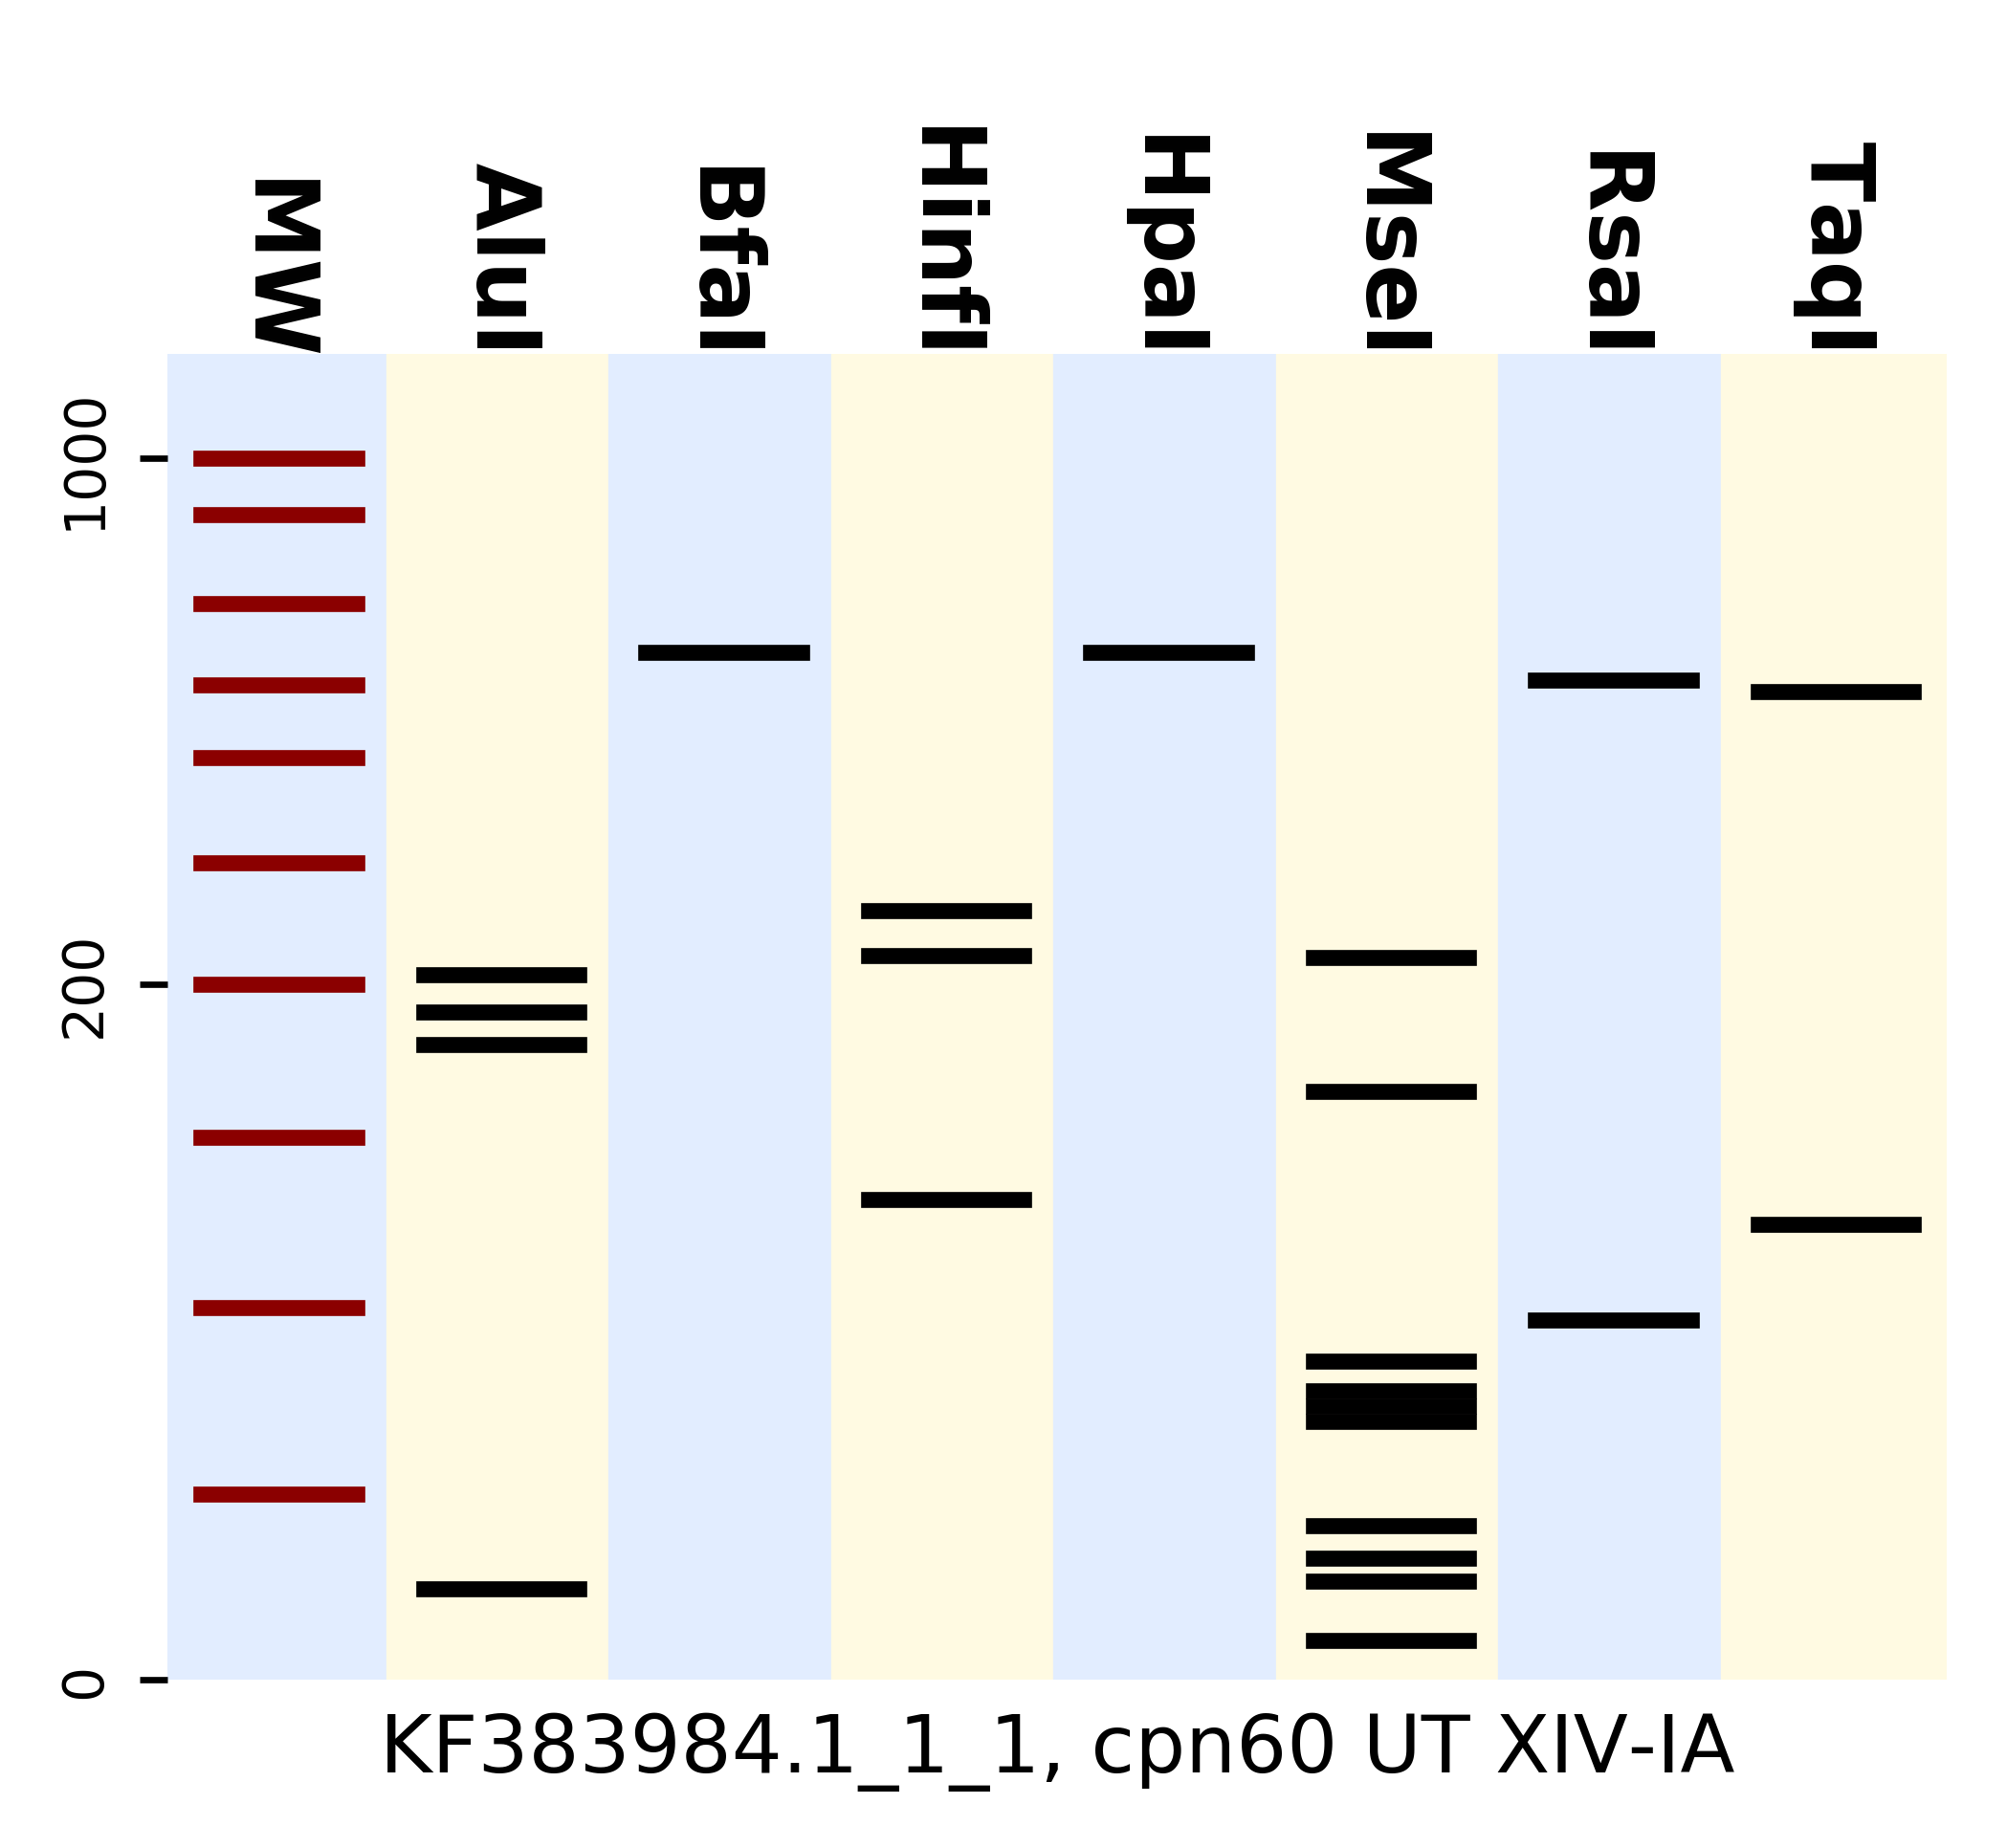 MW
AluI
BfaI
HinfI
HpaI
MseI
RsaI
TaqI
1000
200
0
KF383984.1_1_1, cpn60 UT XIV-IA